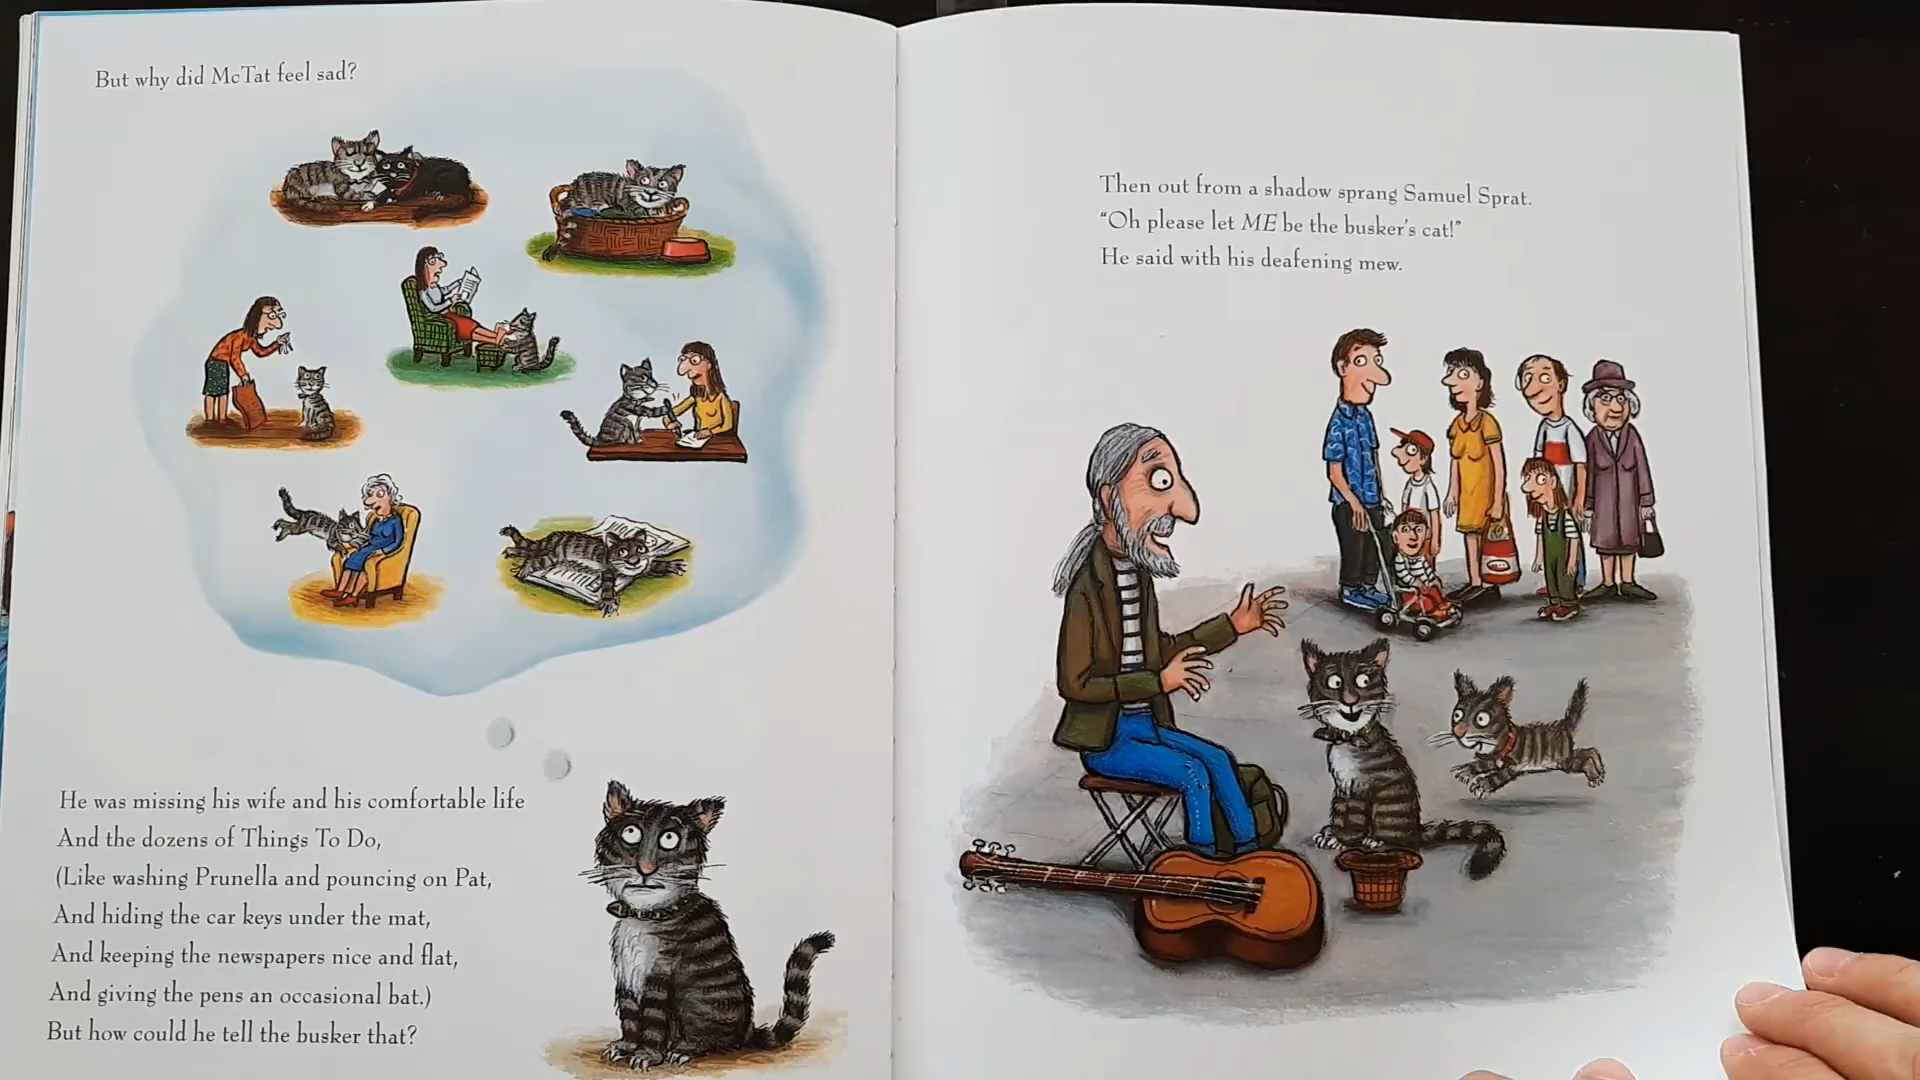 But why did McTat feel sad?
He was missing his wife and his comfortable life
And the dozens of Things To Do,
(Like washing Prunella and pouncing on Pat,
And hiding the car keys under the mat,
And keeping the newspapers nice and flat,
And giving the pens an occasional bat.)
But how could he tell the busker that?
Then out from a shadow sprang Samuel Sprat.
“Oh please let ME be the busker's cat!”
He said with his deafening mew.